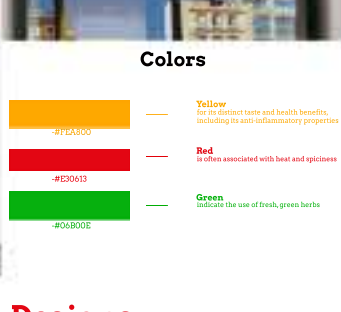 Colors
Yellow
for its distinct taste and health benefits,
including its anti-inflammatory properties
-#FEA800
Red
is often associated with heat and spiciness
-#E30613
Green
indicate the use of fresh, green herbs
-#06B00E